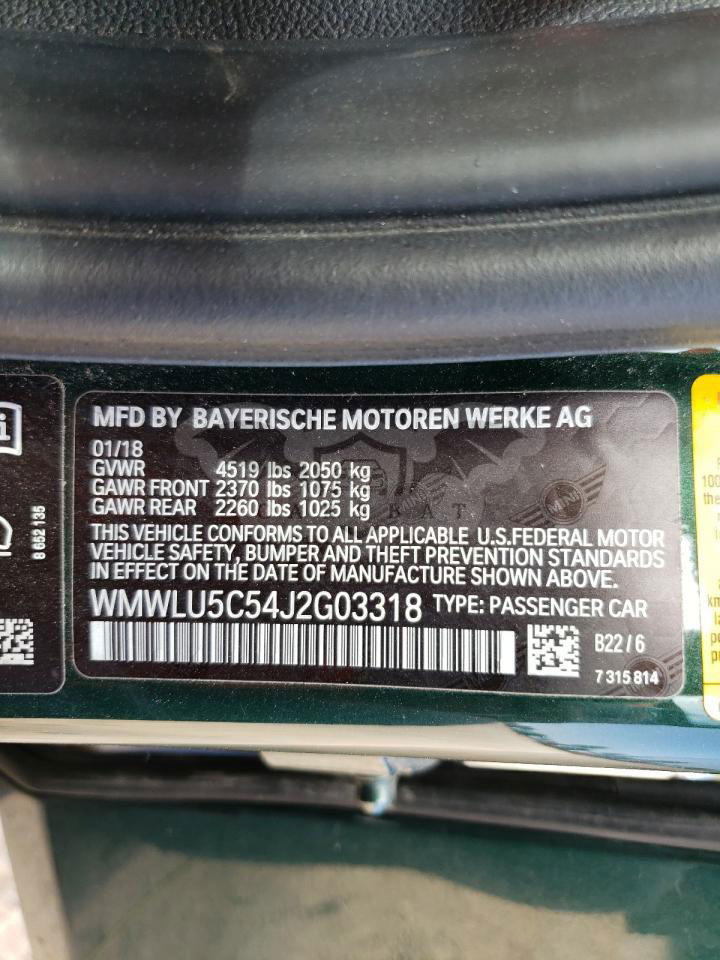 MFD BY BAYERISCHE MOTOREN WERKE AG
01/18
GVWR 4519 lbs 2050 kg
GAWR FRONT 2370 lbs 1075 kg
GAWR REAR 2260 lbs 1025 kg
THIS VEHICLE CONFORMS TO ALL APPLICABLE U.S.FEDERAL MOTOR
VEHICLE SAFETY, BUMPER AND THEFT PREVENTION STANDARDS
IN EFFECT ON THE DATE OF MANUFACTURE SHOWN ABOVE.
WMWLU5C54J2G03318 TYPE: PASSENGER CAR
B22/6
7 315 814
8 652 135
MINI
100
the